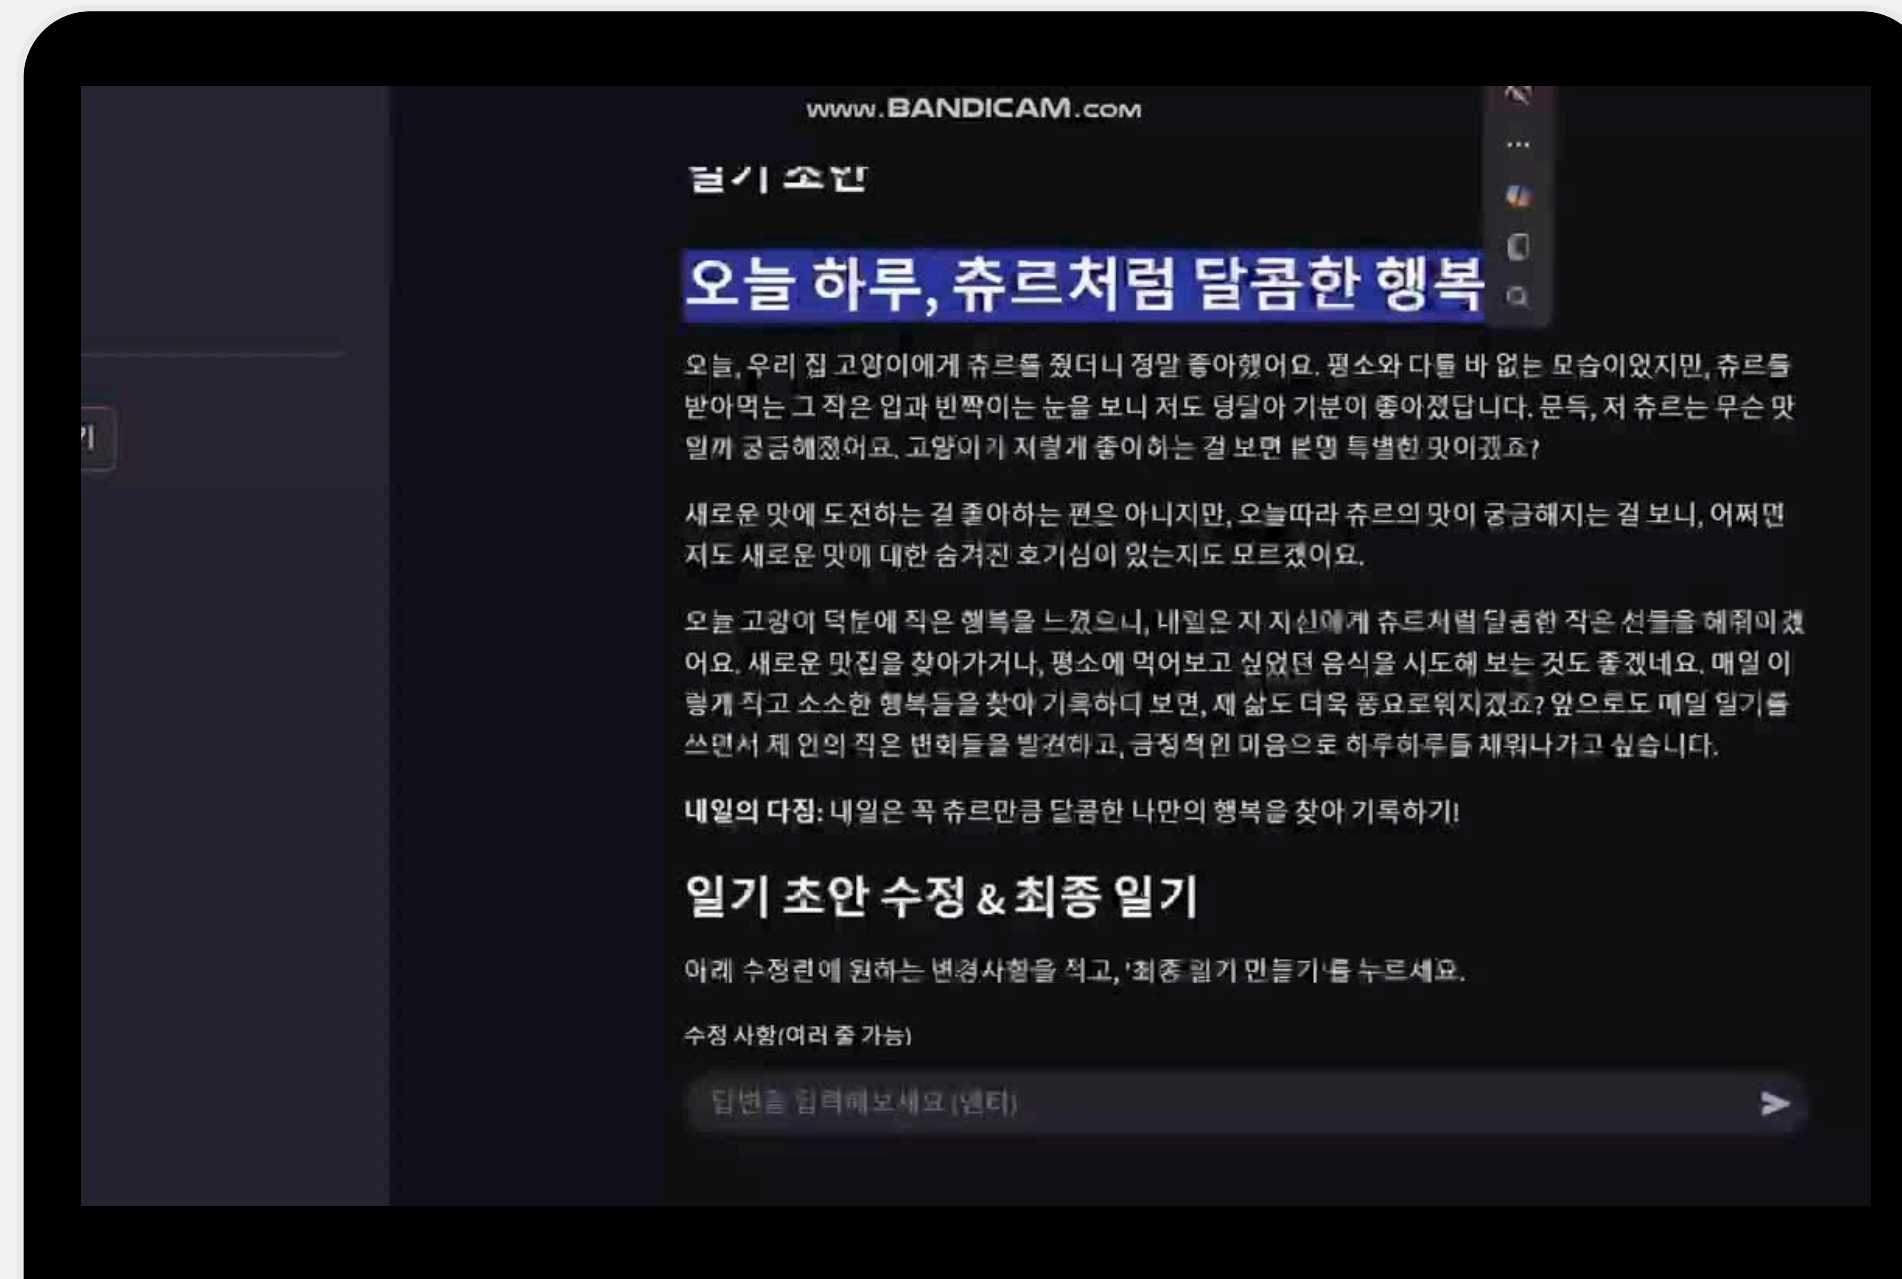 www.BANDICAM.com
일기 초안
오늘 하루, 츄르처럼 달콤한 행복
오늘, 우리 집 고양이에게 츄르를 줬더니 정말 좋아했어요. 평소와 다를 바 없는 모습이었지만, 츄르를
받아먹는 그 작은 입과 반짝이는 눈을 보니 저도 덩달아 기분이 좋아졌답니다. 문득, 저 츄르는 무슨 맛
일까 궁금해졌어요. 고양이가 저렇게 좋아하는 걸 보면 분명 특별한 맛이겠죠?
새로운 맛에 도전하는 걸 좋아하는 편은 아니지만, 오늘따라 츄르의 맛이 궁금해지는 걸 보니, 어쩌면
저도 새로운 맛에 대한 숨겨진 호기심이 있는지도 모르겠어요.
오늘 고양이 덕분에 작은 행복을 느꼈으니, 내일은 저 자신에게 츄르처럼 달콤한 작은 선물을 해줘야겠
어요. 새로운 맛집을 찾아가거나, 평소에 먹어보고 싶었던 음식을 시도해 보는 것도 좋겠네요. 매일 이
렇게 작고 소소한 행복들을 찾아 기록하다 보면, 제 삶도 더욱 풍요로워지겠죠? 앞으로도 매일 일기를
쓰면서 제 안의 작은 변화들을 발견하고, 긍정적인 마음으로 하루하루를 채워나가고 싶습니다.
내일의 다짐: 내일은 꼭 츄르만큼 달콤한 나만의 행복을 찾아 기록하기!
기
일기 초안 수정 & 최종 일기
아래 수정란에 원하는 변경사항을 적고, '최종 일기 만들기'를 누르세요.
수정 사항(여러 줄 가능)
답변을 입력해보세요 (엔터)